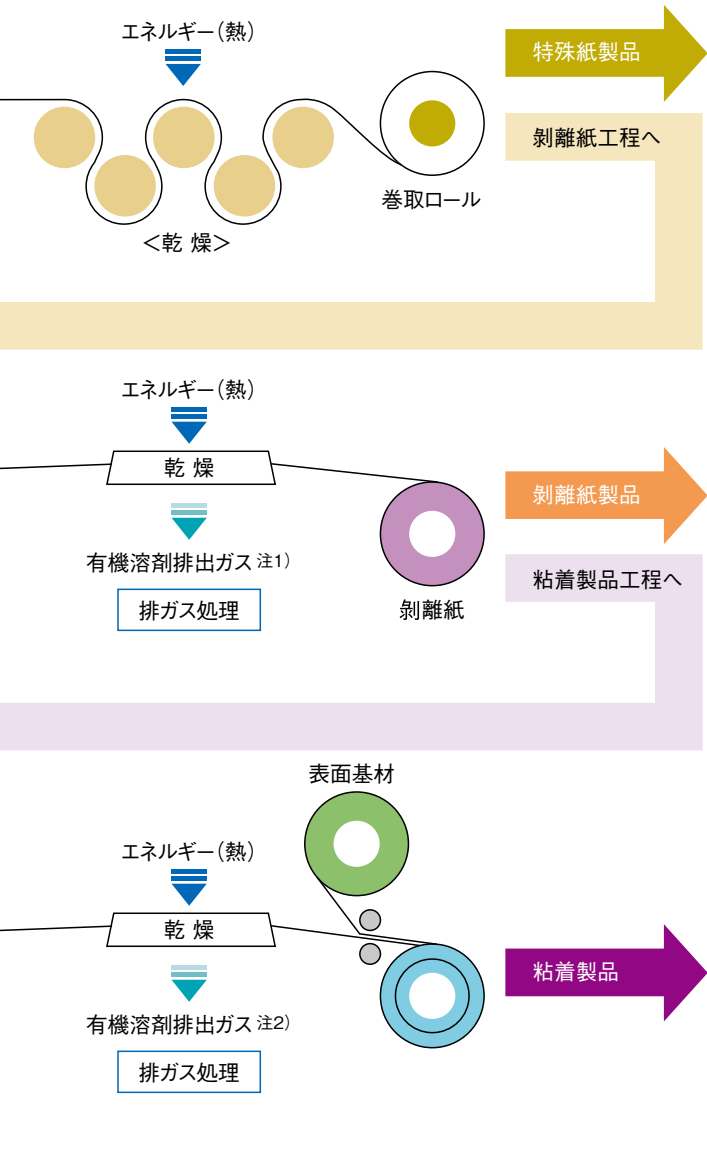 エネルギー(熱)
特殊紙製品
剝離紙工程へ
巻取ロール
＜乾 燥＞
エネルギー(熱)
乾 燥
剝離紙製品
有機溶剤排出ガス 注1)
粘着製品工程へ
排ガス処理
剝離紙
表面基材
エネルギー(熱)
乾 燥
粘着製品
有機溶剤排出ガス 注2)
排ガス処理